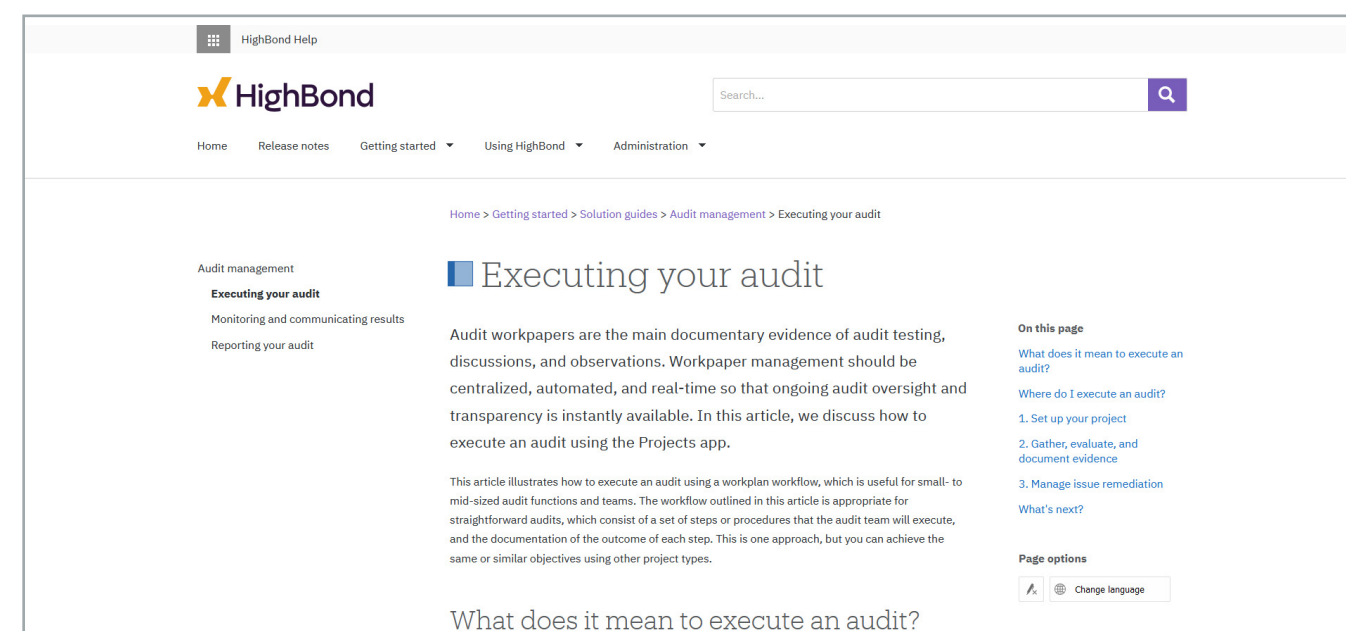 HighBond Help
HighBond
Search...
Home Release notes Getting started Using HighBond Administration
Home > Getting started > Solution guides > Audit management > Executing your audit
Audit management
Executing your audit
Monitoring and communicating results
Reporting your audit
Executing your audit
Audit workpapers are the main documentary evidence of audit testing,
discussions, and observations. Workpaper management should be
centralized, automated, and real-time so that ongoing audit oversight and
transparency is instantly available. In this article, we discuss how to
execute an audit using the Projects app.
This article illustrates how to execute an audit using a workplan workflow, which is useful for small- to
mid-sized audit functions and teams. The workflow outlined in this article is appropriate for
straightforward audits, which consist of a set of steps or procedures that the audit team will execute,
and the documentation of the outcome of each step. This is one approach, but you can achieve the
same or similar objectives using other project types.
What does it mean to execute an audit?
On this page
What does it mean to execute an
audit?
Where do I execute an audit?
1. Set up your project
2. Gather, evaluate, and
document evidence
3. Manage issue remediation
What's next?
Page options
Change language